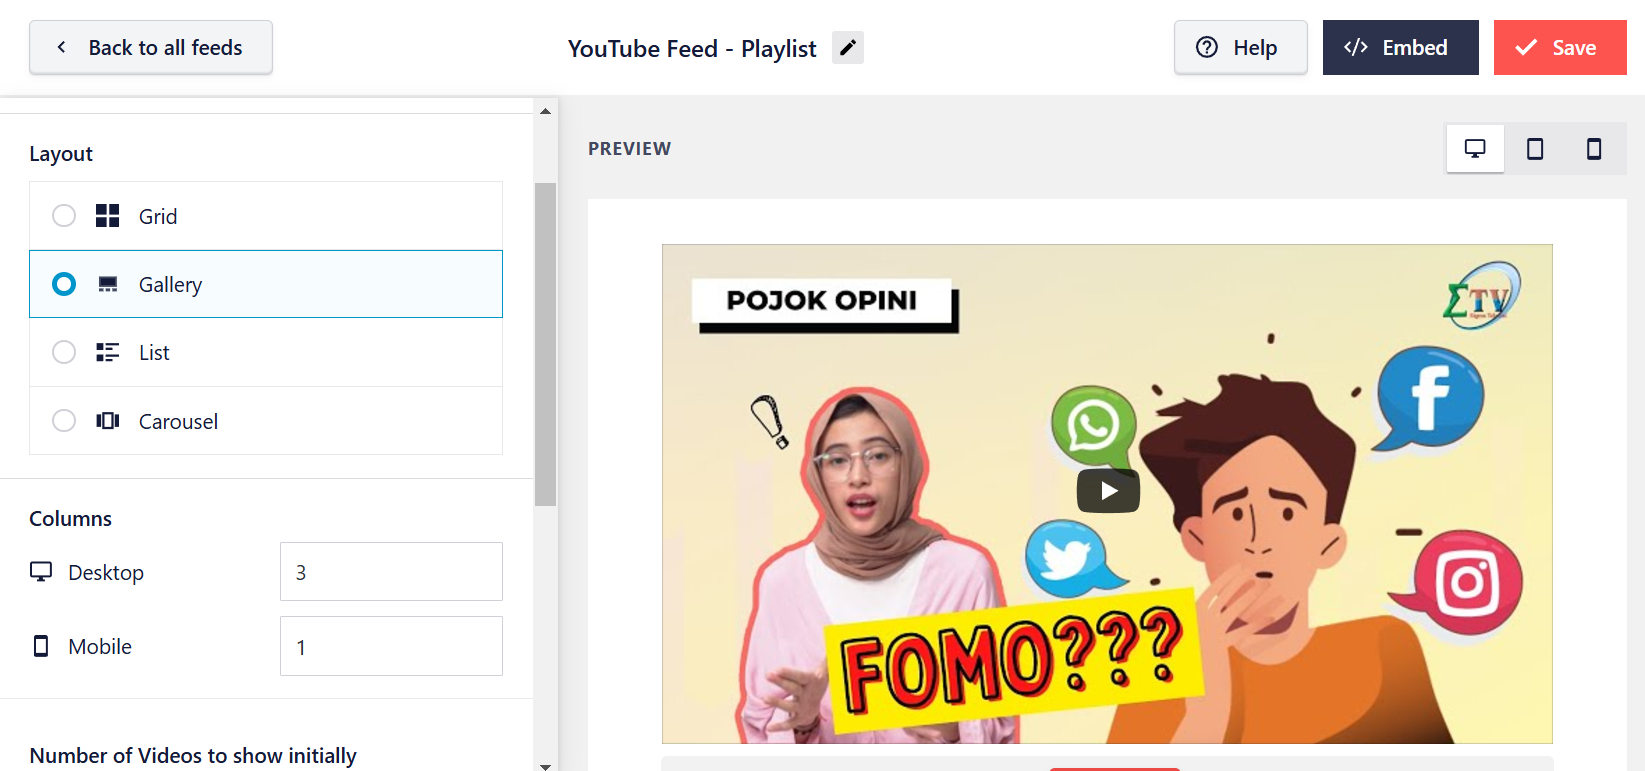 Back to all feeds
YouTube Feed - Playlist
Help
Embed
Save
Layout
Grid
Gallery
List
Carousel
Columns
Desktop
3
Mobile
1
Number of Videos to show initially
PREVIEW
POJOK OPINI
ΣTV
FOMO???